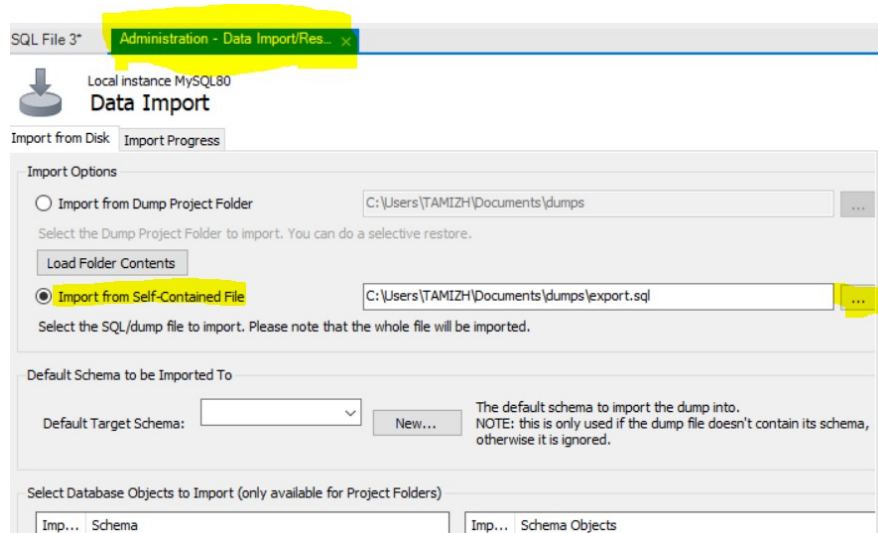 SQL File 3*
Administration - Data Import/Res...
Local instance MySQL80
Data Import
Import from Disk
Import Progress
Import Options
Import from Dump Project Folder
C:\Users\TAMIZH\Documents\dumps
...
Select the Dump Project Folder to import. You can do a selective restore.
Load Folder Contents
Import from Self-Contained File
C:\Users\TAMIZH\Documents\dumps\export.sql
...
Select the SQL/dump file to import. Please note that the whole file will be imported.
Default Schema to be Imported To
Default Target Schema:
New...
The default schema to import the dump into.
NOTE: this is only used if the dump file doesn't contain its schema,
otherwise it is ignored.
Select Database Objects to Import (only available for Project Folders)
Imp... Schema
Imp... Schema Objects